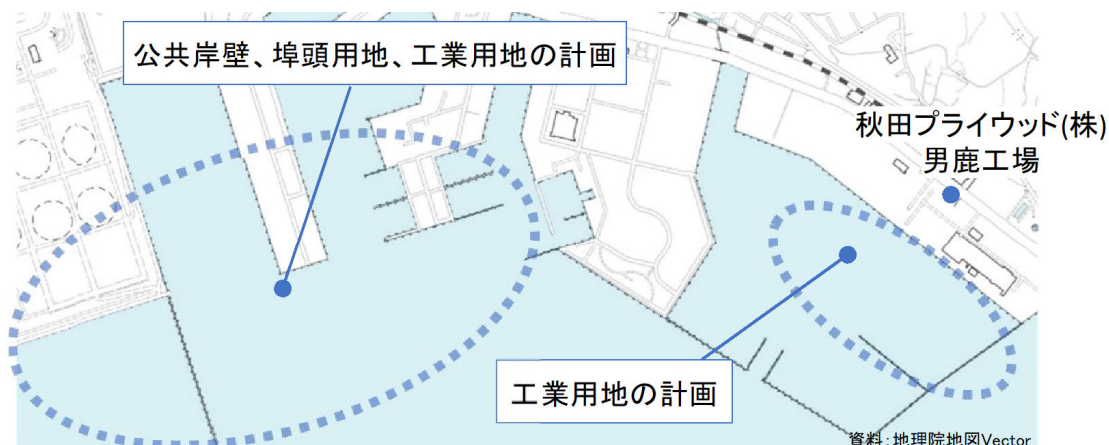 公共岸壁、埠頭用地、工業用地の計画
秋田プライウッド(株)
男鹿工場
工業用地の計画
資料:地理院地図Vector